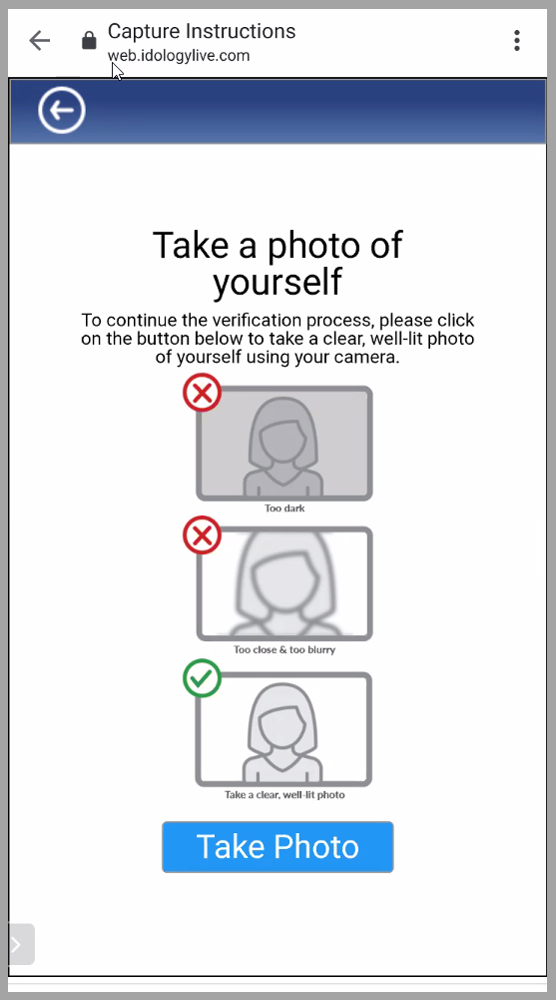 Capture Instructions
web.idologylive.com
Take a photo of
yourself
To continue the verification process, please click
on the button below to take a clear, well-lit photo
of yourself using your camera.
Too dark
Too close & too blurry
Take a clear, well-lit photo
Take Photo